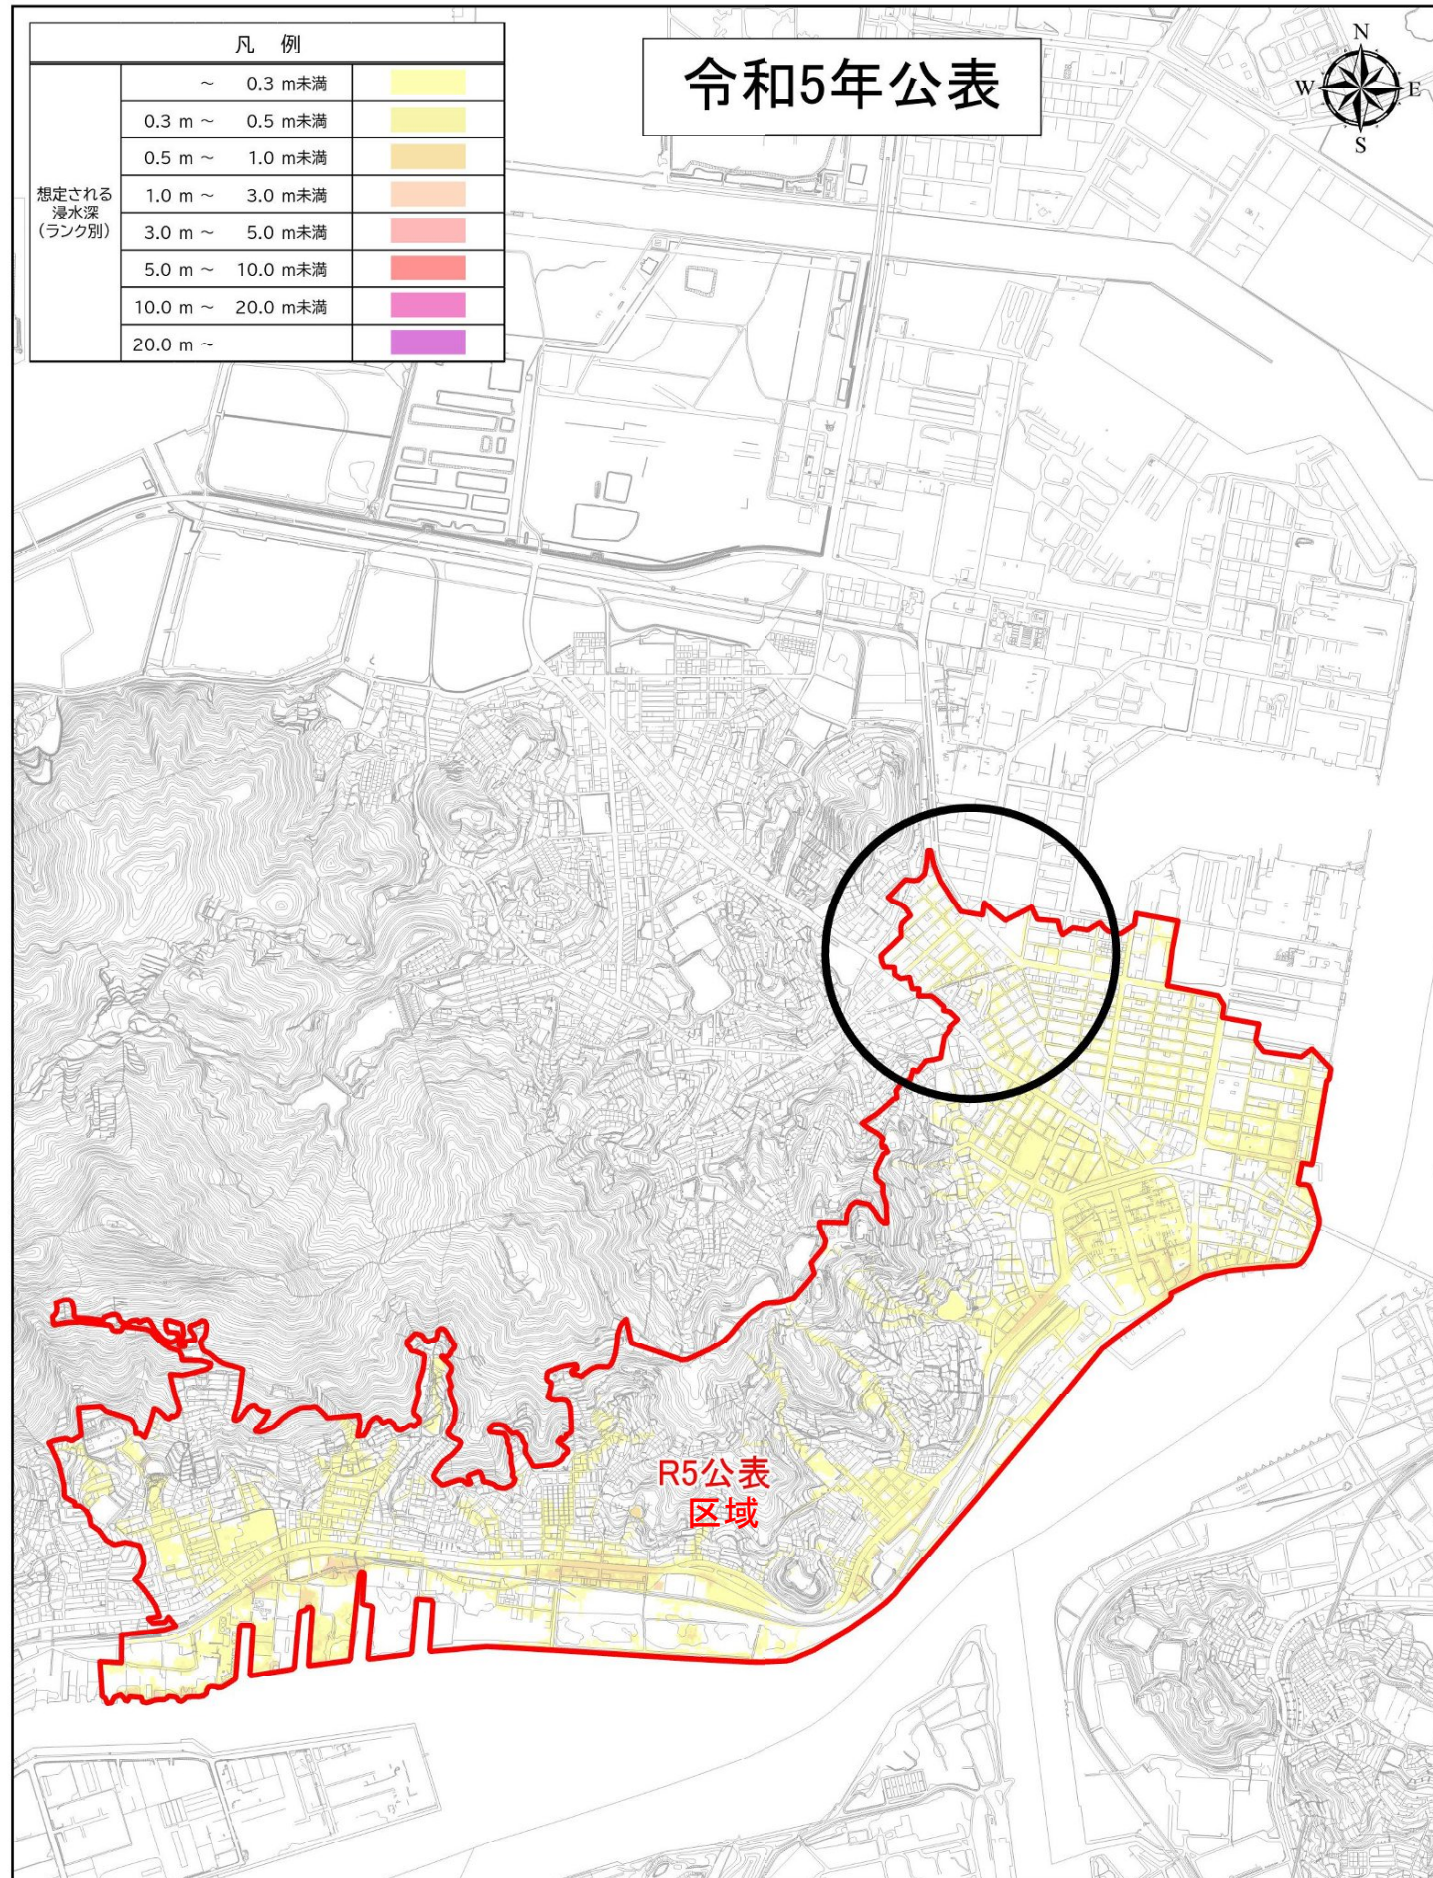 凡 例
想定される
浸水深
(ランク別)
～ 0.3 m未満
0.3 m ～ 0.5 m未満
0.5 m ～ 1.0 m未満
1.0 m ～ 3.0 m未満
3.0 m ～ 5.0 m未満
5.0 m ～ 10.0 m未満
10.0 m ～ 20.0 m未満
20.0 m ～
令和5年公表
N
W E
S
R5公表
区域